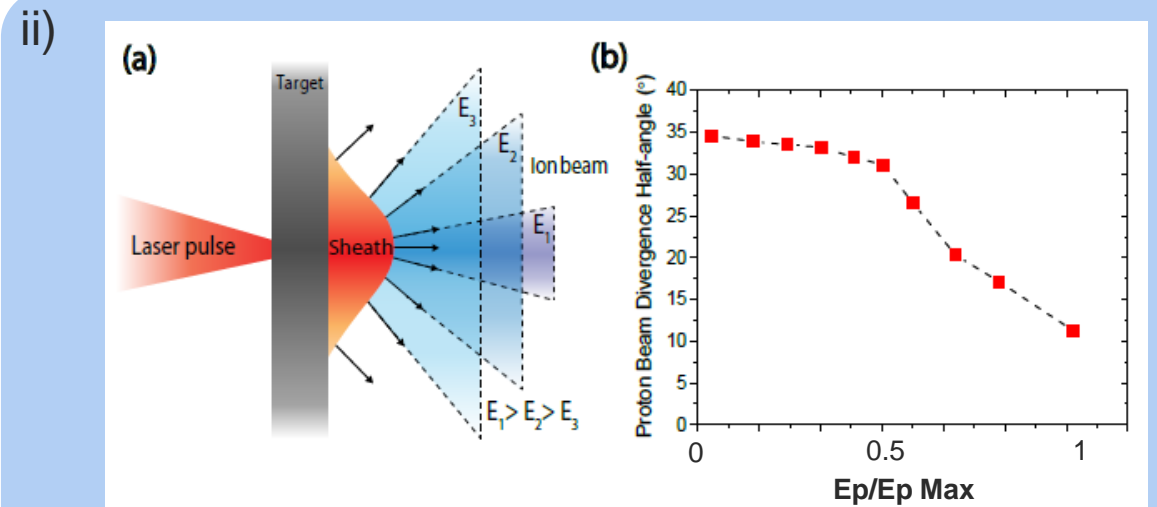 ii)
(a)
Target
Laser pulse
Sheath
E3
E2
Ion beam
E1
E1 > E2 > E3
(b)
Proton Beam Divergence Half-angle (°)
40
35
30
25
20
15
10
5
0
0 0.5 1
Ep/Ep Max